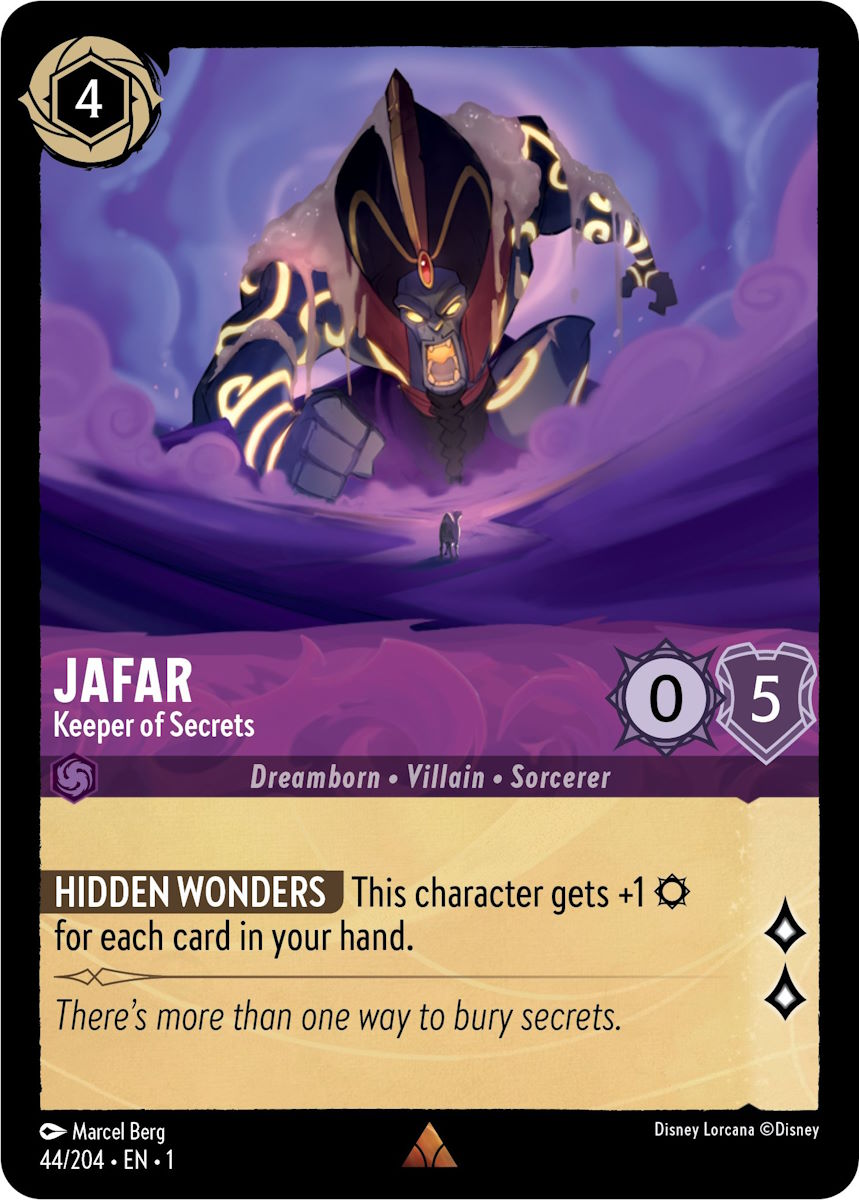 4
JAFAR
Keeper of Secrets
0
5
Dreamborn • Villain • Sorcerer
HIDDEN WONDERS This character gets +1
for each card in your hand.
There's more than one way to bury secrets.
Marcel Berg
44/204 • EN • 1
Disney Lorcana ©Disney